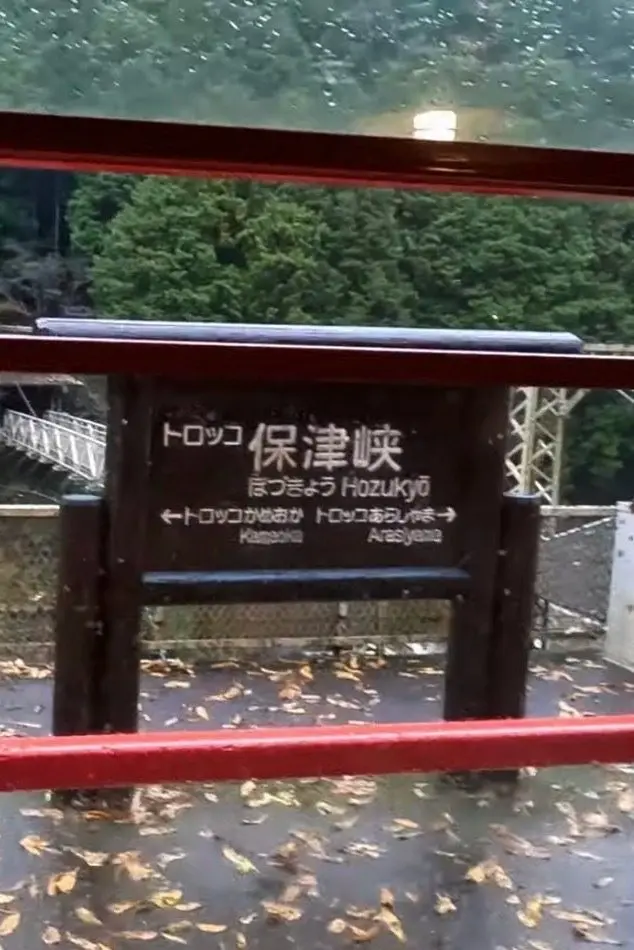 トロッコ 保津峡
ほづきょう Hozukyō
←トロッコかめおか トロッコあらしやま→
Kameoka Arasiyama